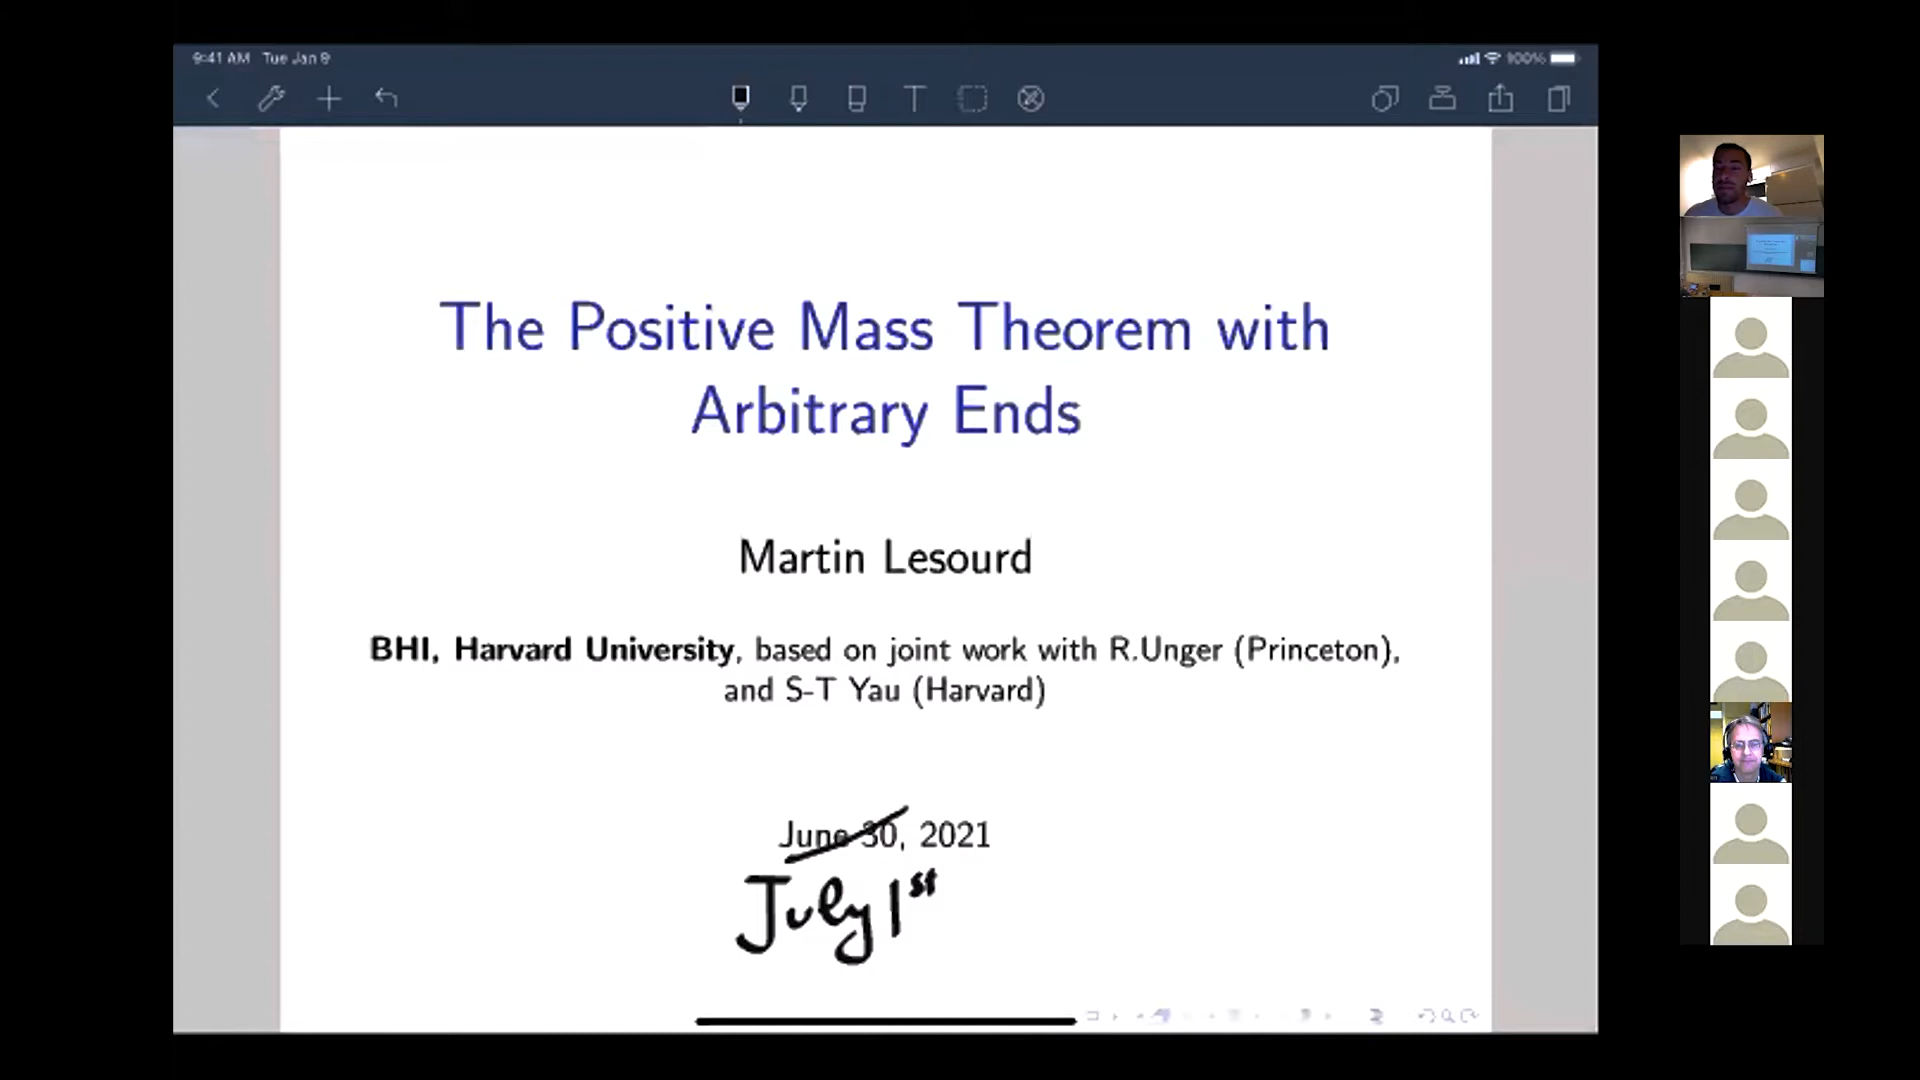 9:41 AM Tue Jan 9
100%
T
The Positive Mass Theorem with
Arbitrary Ends
Martin Lesourd
BHI, Harvard University, based on joint work with R.Unger (Princeton),
and S-T Yau (Harvard)
June 30, 2021
July 1st